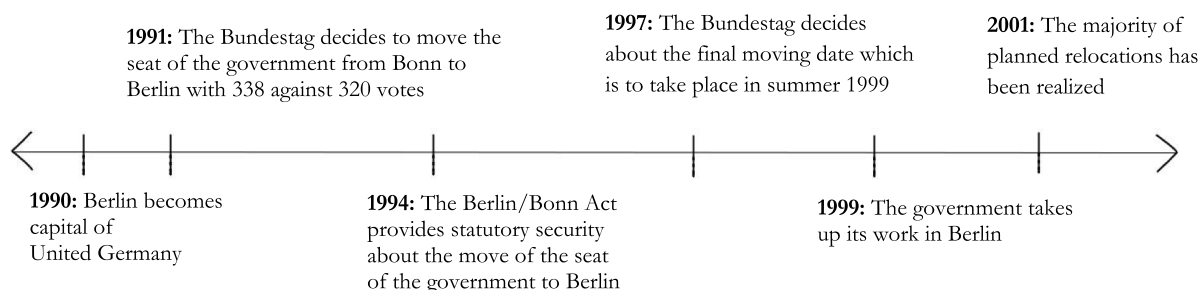 1991: The Bundestag decides to move the
seat of the government from Bonn to
Berlin with 338 against 320 votes
1997: The Bundestag decides
about the final moving date which
is to take place in summer 1999
2001: The majority of
planned relocations has
been realized
1990: Berlin becomes
capital of
United Germany
1994: The Berlin/Bonn Act
provides statutory security
about the move of the seat
of the government to Berlin
1999: The government takes
up its work in Berlin